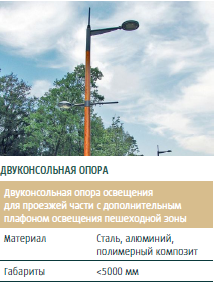 ДВУКОНСОЛЬНАЯ ОПОРА
Двуконсольная опора освещения
для проезжей части с дополнительным
плафоном освещения пешеходной зоны
Материал Сталь, алюминий,
полимерный композит
Габариты <5000 мм